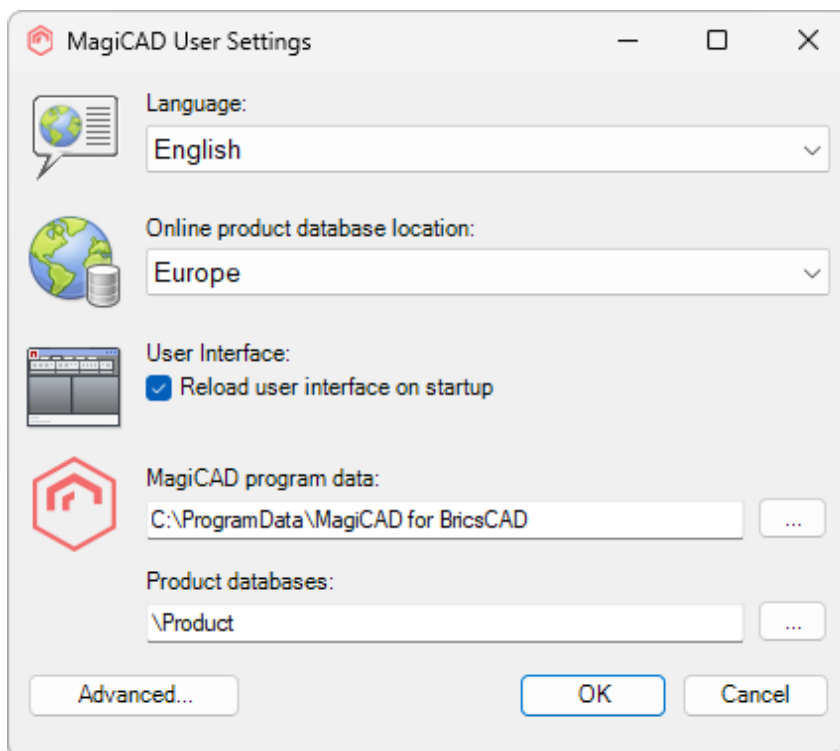 MagiCAD User Settings
Language:
English
Online product database location:
Europe
User Interface:
Reload user interface on startup
MagiCAD program data:
C:\ProgramData\MagiCAD for BricsCAD
...
Product databases:
\Product
...
Advanced...
OK
Cancel